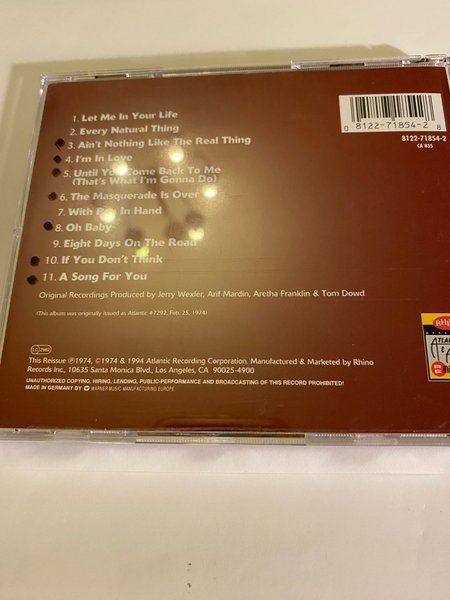 1. Let Me In Your Life
2. Every Natural Thing
3. Ain't Nothing Like The Real Thing
4. I'm In Love
5. Until You Come Back To Me
(That's What I'm Gonna Do)
6. The Masquerade Is Over
7. With Pen In Hand
8. Oh Baby
9. Eight Days On The Road
10. If You Don't Think
11. A Song For You
Original Recordings Produced by Jerry Wexler, Arif Mardin, Aretha Franklin & Tom Dowd
(This album was originally issued as Atlantic #7292, Feb. 25, 1974)
LC 2982
This Reissue ℗1974, ©1974 & 1994 Atlantic Recording Corporation. Manufactured & Marketed by Rhino
Records Inc., 10635 Santa Monica Blvd., Los Angeles, CA 90025-4900
UNAUTHORIZED COPYING, HIRING, LENDING, PUBLIC-PERFORMANCE AND BROADCASTING OF THIS RECORD PROHIBITED!
MADE IN GERMANY BY WARNER MUSIC MANUFACTURING EUROPE
0 8122-71854-2 8
8122-71854-2
CA 835
RHINO